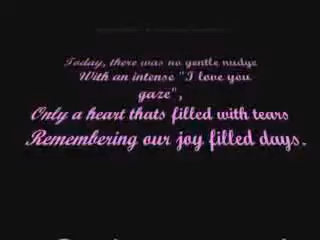 Today, there was no gentle nudge
With an intense "I love you
gaze",
Only a heart thats filled with tears
Remembering our joy filled days.